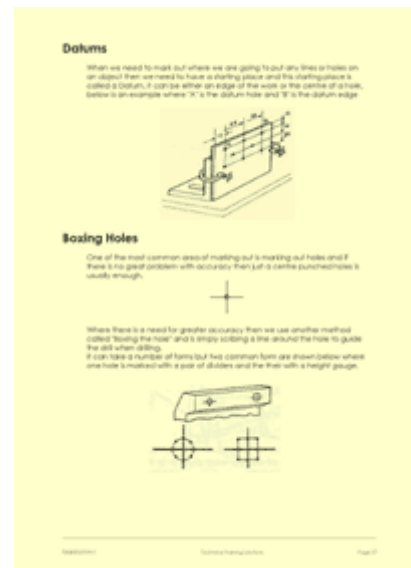 Datums
When we need to mark out where we are going to put any lines or holes on
an object then we need to have a starting place and this starting place is
called a Datum, it can be either an edge of the work or the centre of a hole,
below is an example where "A" is the datum hole and "B" is the datum edge
Boxing Holes
One of the most common area of marking out is marking out holes and if
there is no great problem with accuracy then just a centre punched holes is
usually enough.
Where there is a need for greater accuracy then we use another method
called "Boxing the hole" and is simply scribing a line around the hole to guide
the drill when drilling.
It can take a number of forms but two common form are shown below where
one hole is marked with a pair of dividers and the their with a height gauge.
Technical Training Solutions
Page